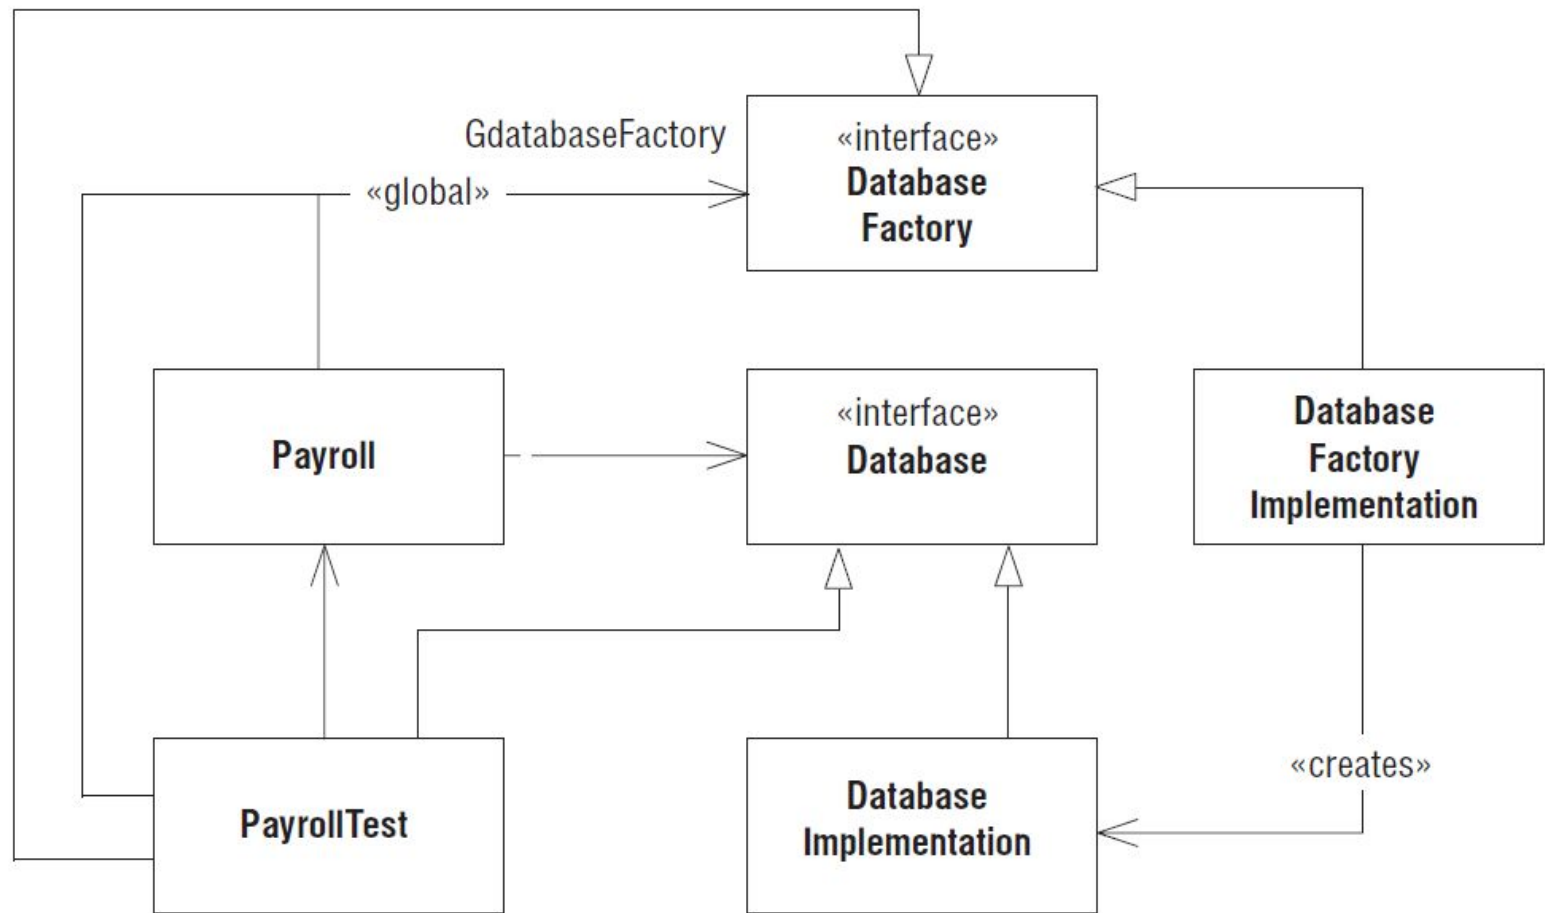 GdatabaseFactory
«global»
«interface»
Database
Factory
Payroll
«interface»
Database
Database
Factory
Implementation
PayrollTest
Database
Implementation
«creates»